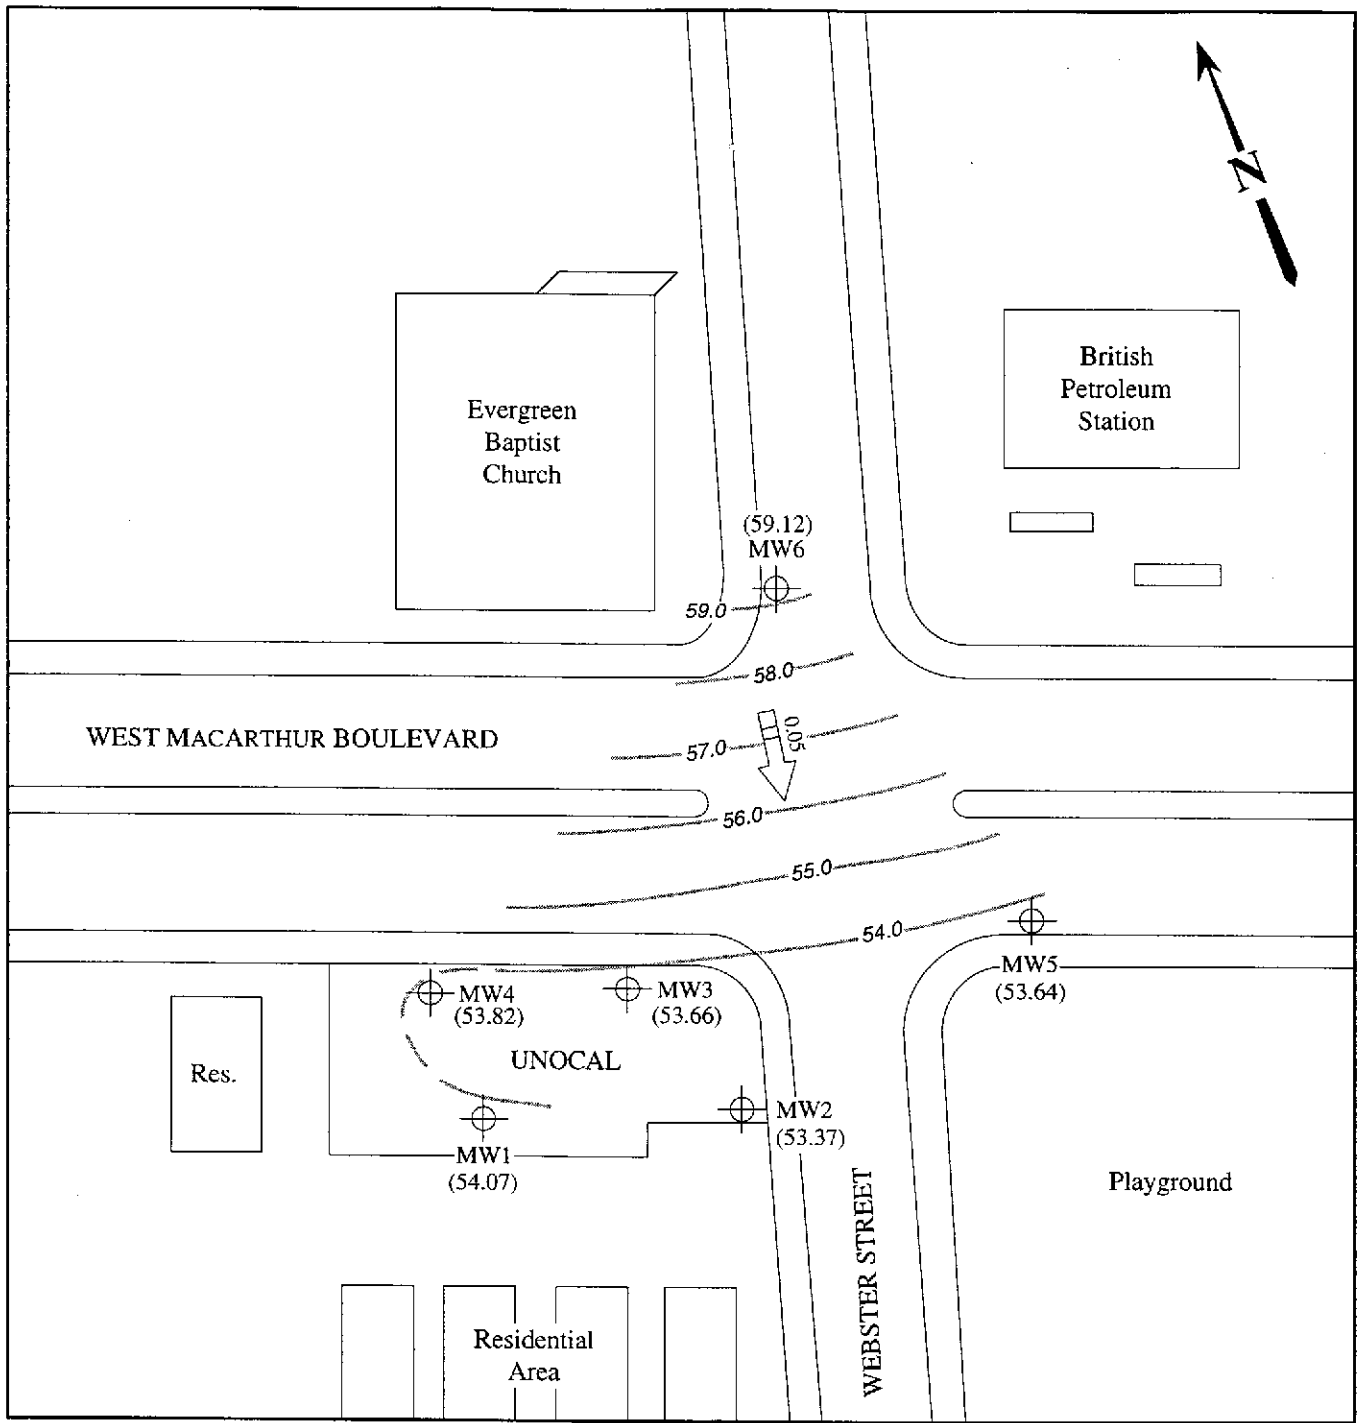 N
British
Petroleum
Station
Evergreen
Baptist
Church
(59.12)
MW6
59.0
58.0
WEST MACARTHUR BOULEVARD
57.0
0.05
56.0
55.0
54.0
MW5
(53.64)
MW4
(53.82)
MW3
(53.66)
UNOCAL
Res.
MW2
(53.37)
MW1
(54.07)
Playground
WEBSTER STREET
Residential
Area